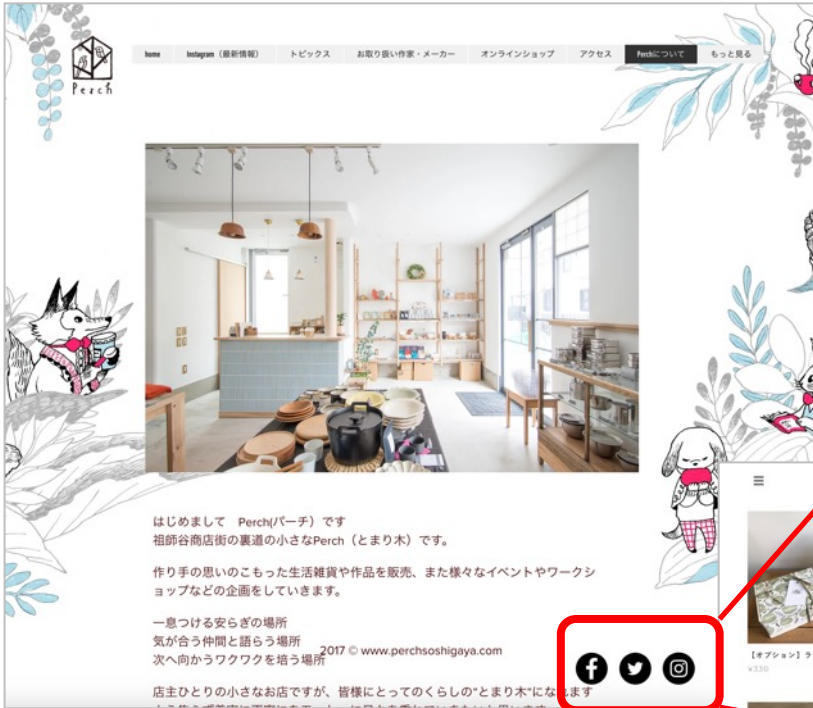 Perch
home
Instagram（最新情報）
トピックス
お取り扱い作家・メーカー
オンラインショップ
アクセス
Perchについて
もっと見る
はじめまして　Perch(パーチ）です
祖師谷商店街の裏道の小さなPerch（とまり木）です。
作り手の思いのこもった生活雑貨や作品を販売、また様々なイベントやワークシ
ョップなどの企画をしていきます。
一息つける安らぎの場所
気が合う仲間と語らう場所
次へ向かうワクワクを培う場所
2017 © www.perchsoshigaya.com
店主ひとりの小さなお店ですが、皆様にとってのくらしの“とまり木”になれます
【オプション】ラ
¥330